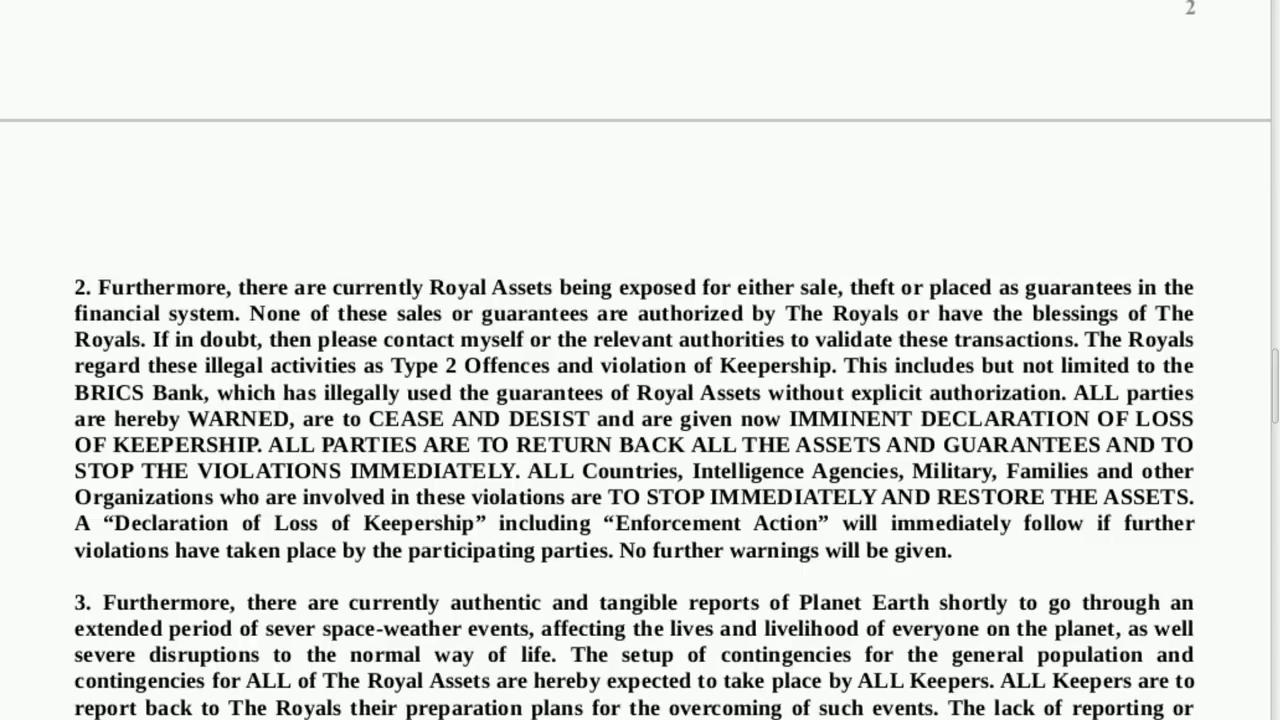 2
2. Furthermore, there are currently Royal Assets being exposed for either sale, theft or placed as guarantees in the
financial system. None of these sales or guarantees are authorized by The Royals or have the blessings of The
Royals. If in doubt, then please contact myself or the relevant authorities to validate these transactions. The Royals
regard these illegal activities as Type 2 Offences and violation of Keepership. This includes but not limited to the
BRICS Bank, which has illegally used the guarantees of Royal Assets without explicit authorization. ALL parties
are hereby WARNED, are to CEASE AND DESIST and are given now IMMINENT DECLARATION OF LOSS
OF KEEPERSHIP. ALL PARTIES ARE TO RETURN BACK ALL THE ASSETS AND GUARANTEES AND TO
STOP THE VIOLATIONS IMMEDIATELY. ALL Countries, Intelligence Agencies, Military, Families and other
Organizations who are involved in these violations are TO STOP IMMEDIATELY AND RESTORE THE ASSETS.
A “Declaration of Loss of Keepership” including “Enforcement Action” will immediately follow if further
violations have taken place by the participating parties. No further warnings will be given.
3. Furthermore, there are currently authentic and tangible reports of Planet Earth shortly to go through an
extended period of sever space-weather events, affecting the lives and livelihood of everyone on the planet, as well
severe disruptions to the normal way of life. The setup of contingencies for the general population and
contingencies for ALL of The Royal Assets are hereby expected to take place by ALL Keepers. ALL Keepers are to
report back to The Royals their preparation plans for the overcoming of such events. The lack of reporting or